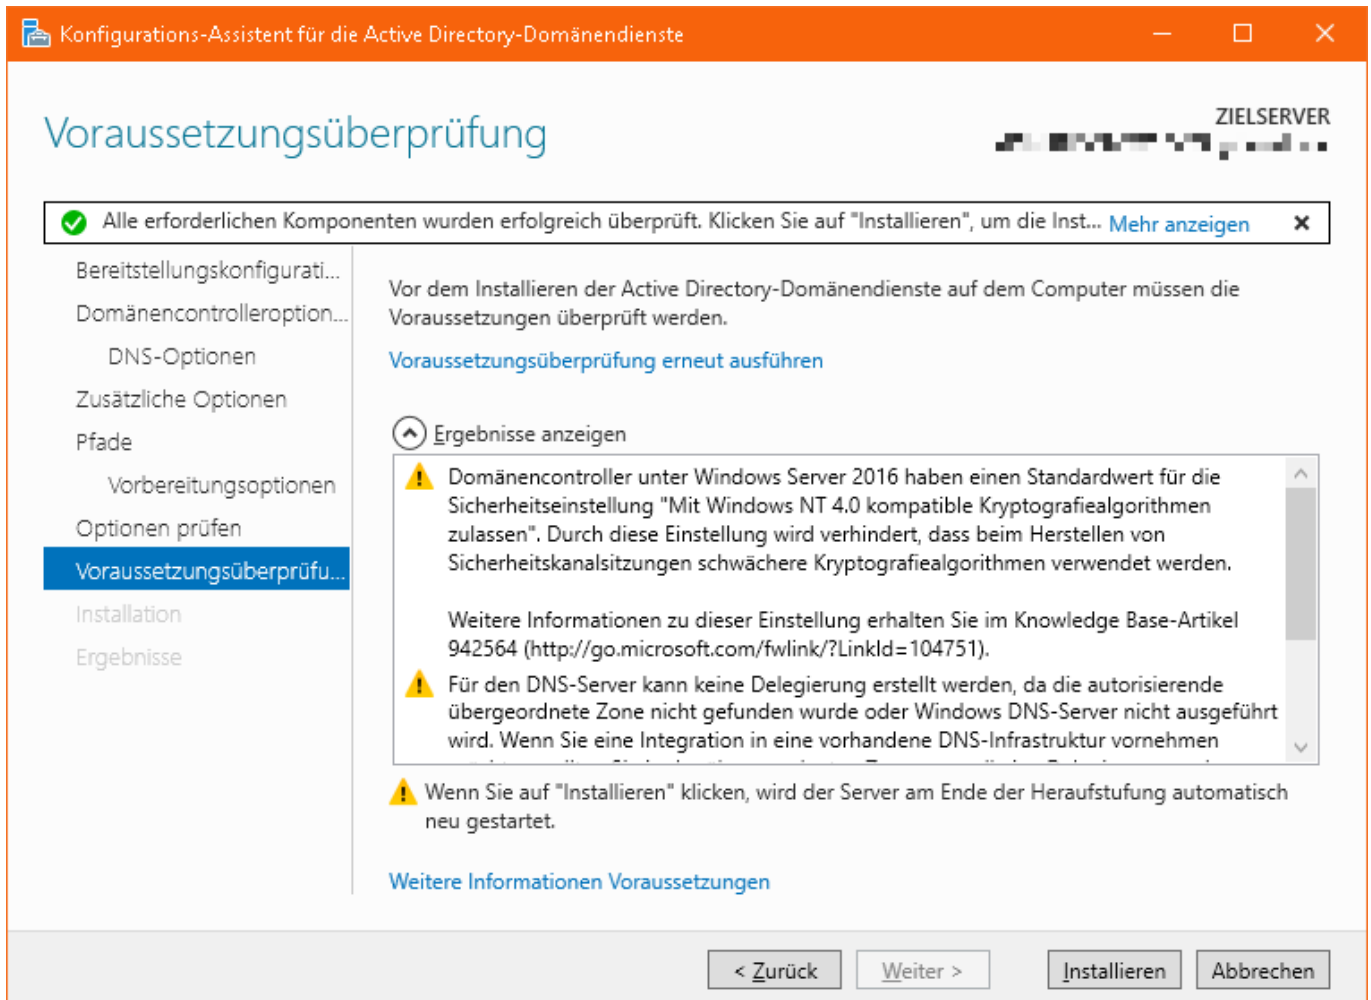 Konfigurations-Assistent für die Active Directory-Domänendienste
Voraussetzungsüberprüfung
ZIELSERVER
Alle erforderlichen Komponenten wurden erfolgreich überprüft. Klicken Sie auf "Installieren", um die Inst... Mehr anzeigen
Bereitstellungskonfigurati...
Domänencontrolleroption...
DNS-Optionen
Zusätzliche Optionen
Pfade
Vorbereitungsoptionen
Optionen prüfen
Voraussetzungsüberprüfu...
Installation
Ergebnisse
Vor dem Installieren der Active Directory-Domänendienste auf dem Computer müssen die
Voraussetzungen überprüft werden.
Voraussetzungsüberprüfung erneut ausführen
Ergebnisse anzeigen
Domänencontroller unter Windows Server 2016 haben einen Standardwert für die
Sicherheitseinstellung "Mit Windows NT 4.0 kompatible Kryptografiealgorithmen
zulassen". Durch diese Einstellung wird verhindert, dass beim Herstellen von
Sicherheitskanalsitzungen schwächere Kryptografiealgorithmen verwendet werden.
Weitere Informationen zu dieser Einstellung erhalten Sie im Knowledge Base-Artikel
942564 (http://go.microsoft.com/fwlink/?LinkId=104751).
Für den DNS-Server kann keine Delegierung erstellt werden, da die autorisierende
übergeordnete Zone nicht gefunden wurde oder Windows DNS-Server nicht ausgeführt
wird. Wenn Sie eine Integration in eine vorhandene DNS-Infrastruktur vornehmen
Wenn Sie auf "Installieren" klicken, wird der Server am Ende der Heraufstufung automatisch
neu gestartet.
Weitere Informationen Voraussetzungen
< Zurück
Weiter >
Installieren
Abbrechen